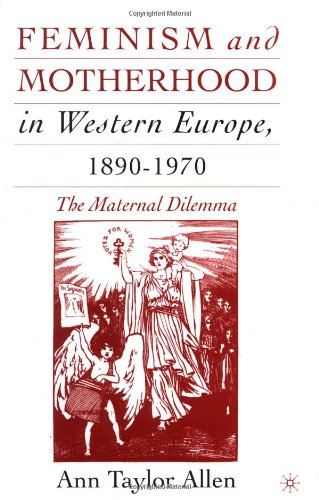 FEMINISM and
MOTHERHOOD
in Western Europe,
1890-1970
The Maternal Dilemma
VOTES FOR WOMEN
Ann Taylor Allen